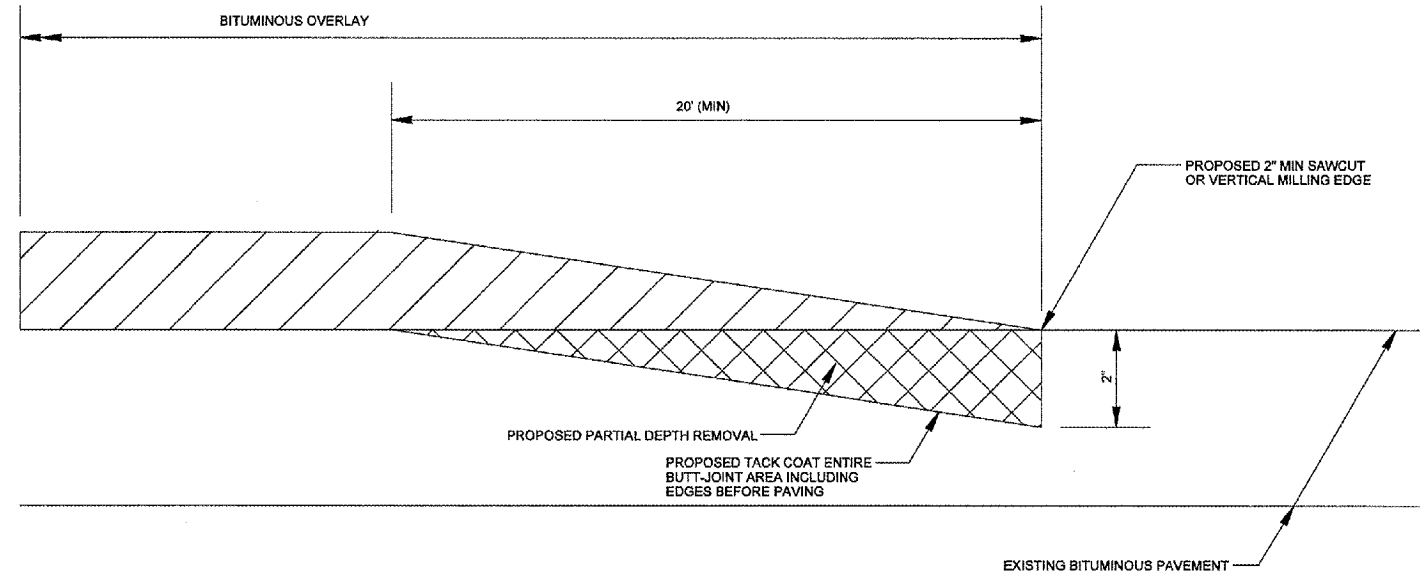 BITUMINOUS OVERLAY
20' (MIN)
PROPOSED 2" MIN SAWCUT
OR VERTICAL MILLING EDGE
2"
PROPOSED PARTIAL DEPTH REMOVAL
PROPOSED TACK COAT ENTIRE
BUTT-JOINT AREA INCLUDING
EDGES BEFORE PAVING
EXISTING BITUMINOUS PAVEMENT